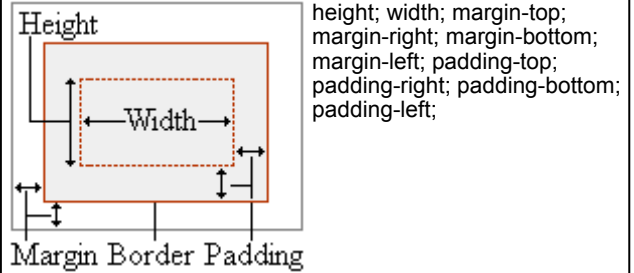 Height
Width
Margin Border Padding
height; width; margin-top;
margin-right; margin-bottom;
margin-left; padding-top;
padding-right; padding-bottom;
padding-left;